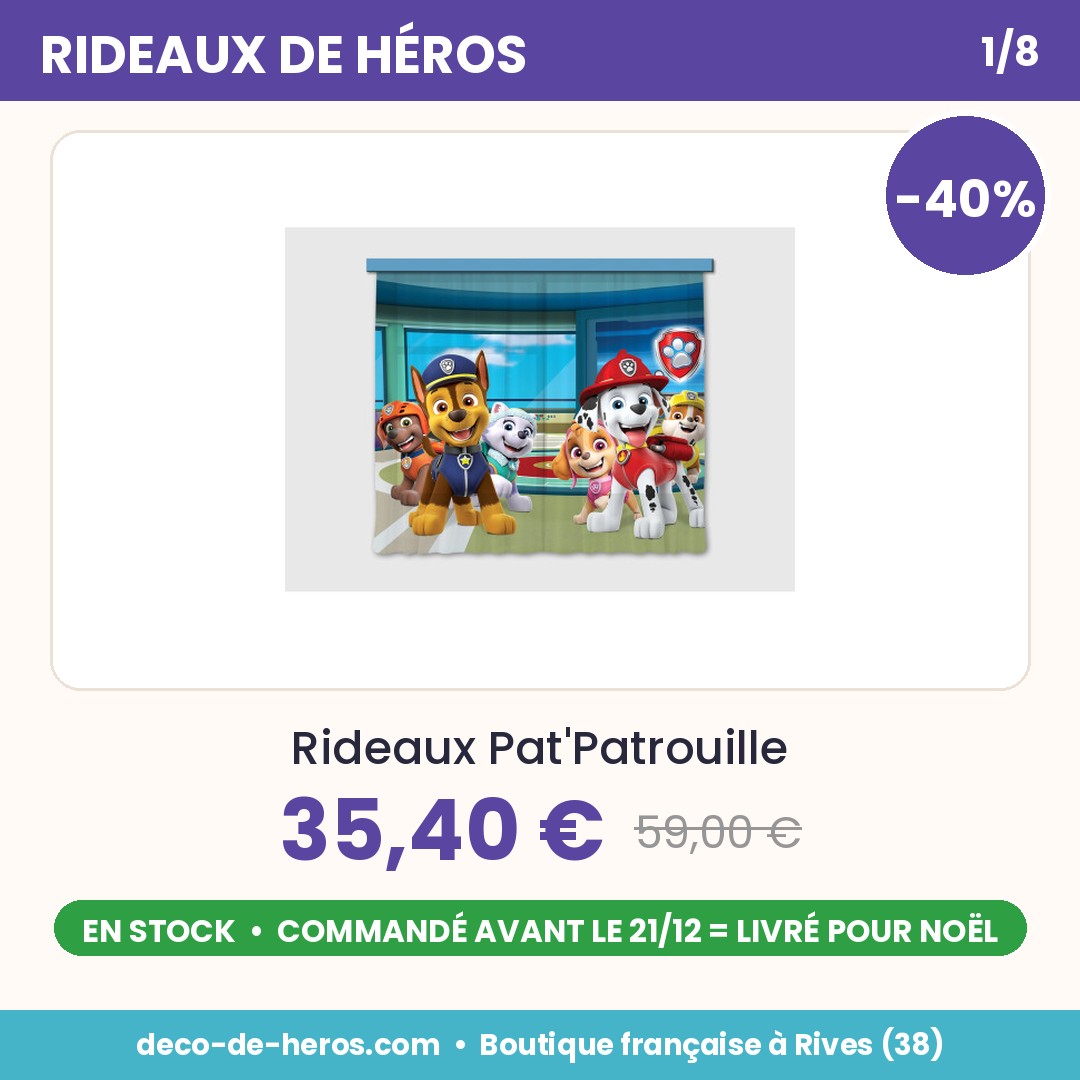 RIDEAUX DE HÉROS
1/8
-40%
Rideaux Pat'Patrouille
35,40 € 59,00 €
EN STOCK • COMMANDÉ AVANT LE 21/12 = LIVRÉ POUR NOËL
deco-de-heros.com • Boutique française à Rives (38)